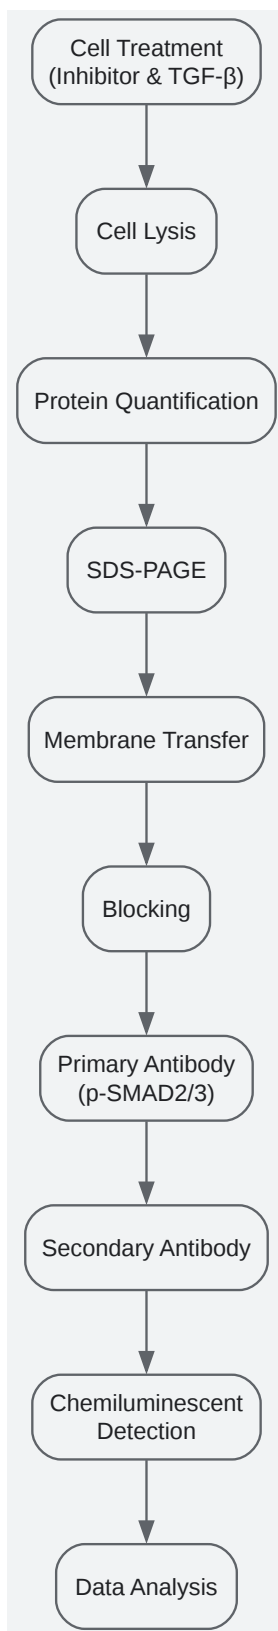 Cell Treatment
(Inhibitor & TGF-β)
Cell Lysis
Protein Quantification
SDS-PAGE
Membrane Transfer
Blocking
Primary Antibody
(p-SMAD2/3)
Secondary Antibody
Chemiluminescent
Detection
Data Analysis